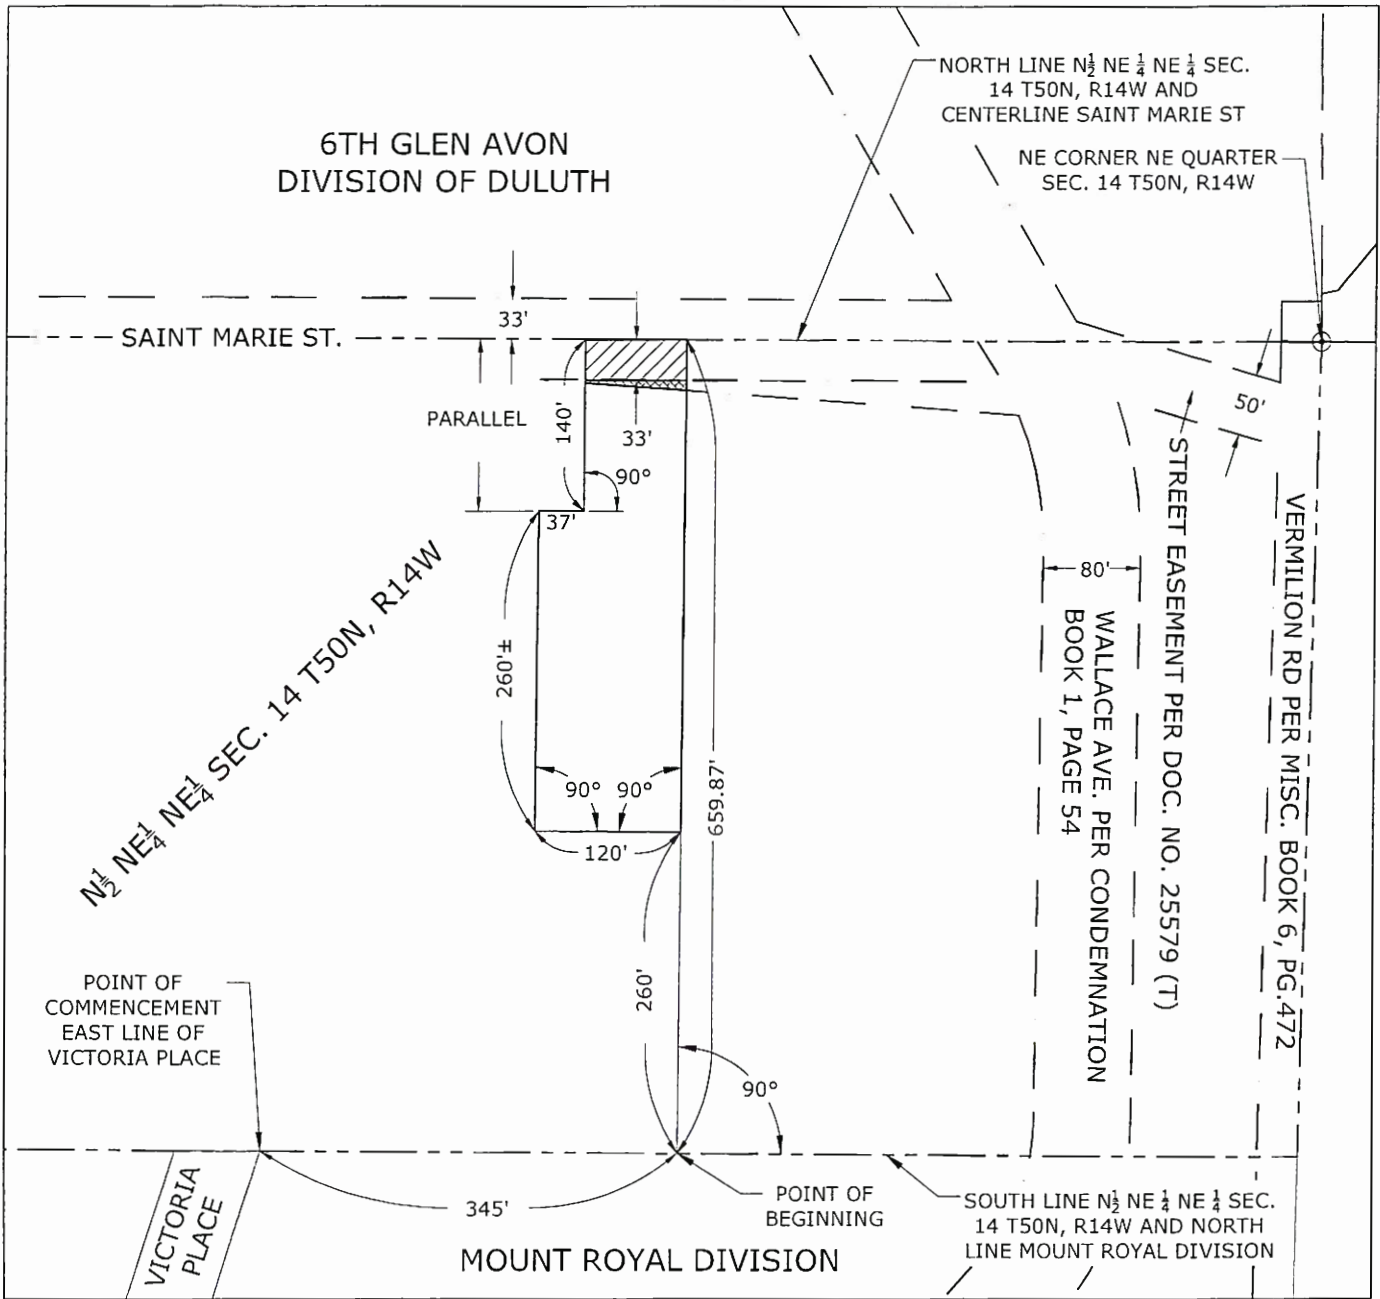 NORTH LINE N½ NE ¼ NE ¼ SEC.
14 T50N, R14W AND
CENTERLINE SAINT MARIE ST
6TH GLEN AVON
DIVISION OF DULUTH
NE CORNER NE QUARTER
SEC. 14 T50N, R14W
33'
SAINT MARIE ST.
PARALLEL
140'
33'
90°
37'
50'
STREET EASEMENT PER DOC. NO. 25579 (T)
VERMILION RD PER MISC. BOOK 6, PG.472
80'
WALLACE AVE. PER CONDEMNATION
BOOK 1, PAGE 54
N½ NE¼ NE¼ SEC. 14 T50N, R14W
260'±
659.87'
90°
90°
120'
260'
90°
POINT OF
COMMENCEMENT
EAST LINE OF
VICTORIA PLACE
VICTORIA
PLACE
345'
POINT OF
BEGINNING
SOUTH LINE N½ NE ¼ NE ¼ SEC.
14 T50N, R14W AND NORTH
LINE MOUNT ROYAL DIVISION
MOUNT ROYAL DIVISION